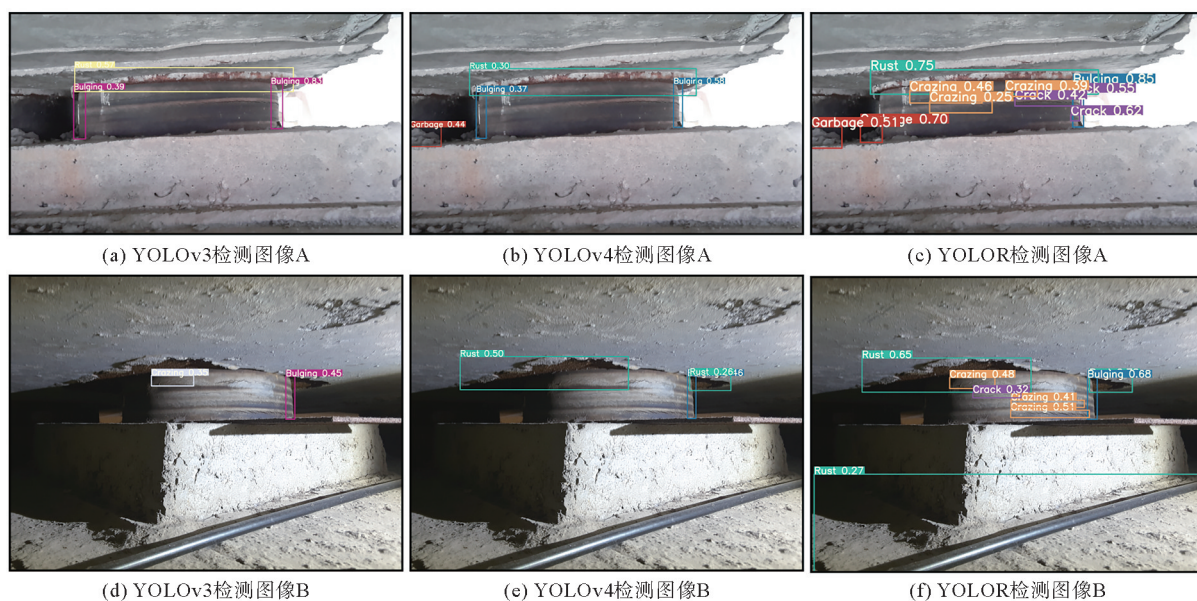 Rust 0.67
Bulging 0.83
Bulging 0.39
(a) YOLOv3检测图像A
Rust 0.30
Bulging 0.58
Bulging 0.37
Garbage 0.44
(b) YOLOv4检测图像A
Rust 0.75
Bulging 0.85
Crazing 0.46
Crazing 0.39
0.55
Crazing 0.25
Crack 0.42
Crack 0.62
Garbage 0.51
0.70
(c) YOLOR检测图像A
Crazing 0.35
Bulging 0.45
(d) YOLOv3检测图像B
Rust 0.50
Rust 0.26
(e) YOLOv4检测图像B
Rust 0.65
Crazing 0.48
Bulging 0.68
Crack 0.32
Crazing 0.41
Crazing 0.51
Rust 0.27
(f) YOLOR检测图像B